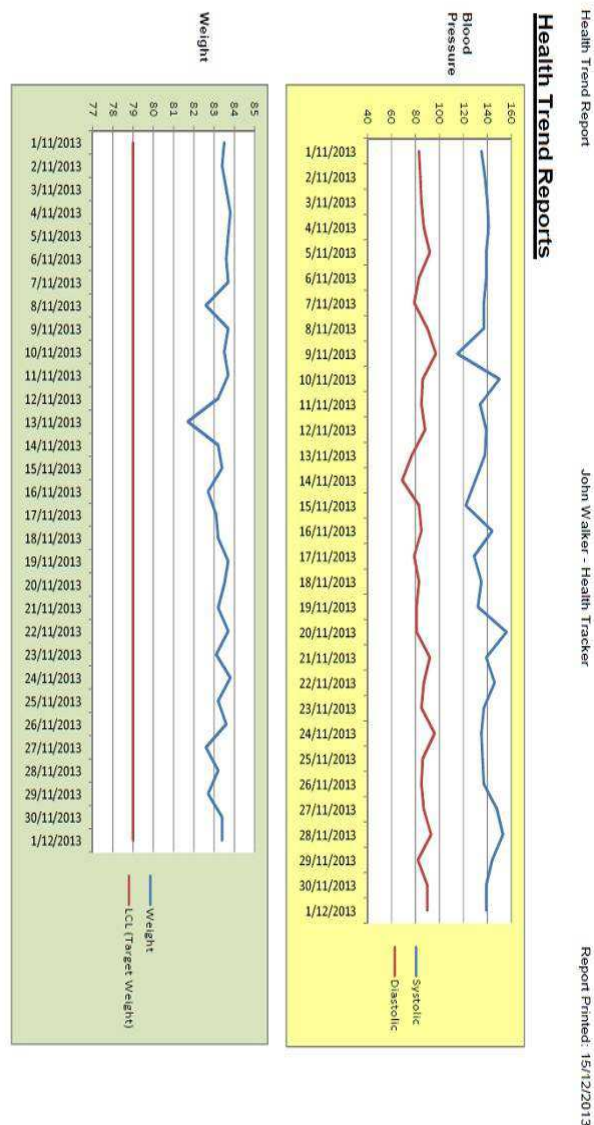 Health Trend Report John Walker - Health Tracker Report Printed: 15/12/2013
Health Trend Reports
Blood
Pressure
160
140
120
100
80
60
40
1/11/2013 2/11/2013 3/11/2013 4/11/2013 5/11/2013 6/11/2013 7/11/2013 8/11/2013 9/11/2013 10/11/2013 11/11/2013 12/11/2013 13/11/2013 14/11/2013 15/11/2013 16/11/2013 17/11/2013 18/11/2013 19/11/2013 20/11/2013 21/11/2013 22/11/2013 23/11/2013 24/11/2013 25/11/2013 26/11/2013 27/11/2013 28/11/2013 29/11/2013 30/11/2013 1/12/2013
Systolic
Diastolic
Weight
85
84
83
82
81
80
79
78
77
1/11/2013 2/11/2013 3/11/2013 4/11/2013 5/11/2013 6/11/2013 7/11/2013 8/11/2013 9/11/2013 10/11/2013 11/11/2013 12/11/2013 13/11/2013 14/11/2013 15/11/2013 16/11/2013 17/11/2013 18/11/2013 19/11/2013 20/11/2013 21/11/2013 22/11/2013 23/11/2013 24/11/2013 25/11/2013 26/11/2013 27/11/2013 28/11/2013 29/11/2013 30/11/2013 1/12/2013
Weight
LCL (Target Weight)